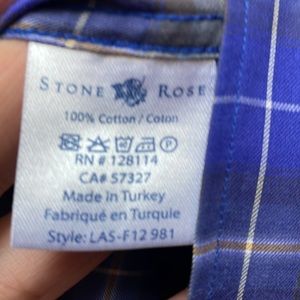 STONE ROSE
100% Cotton / Coton
RN # 128114
CA# 57327
Made in Turkey
Fabriqué en Turquie
Style: LAS-F12 981